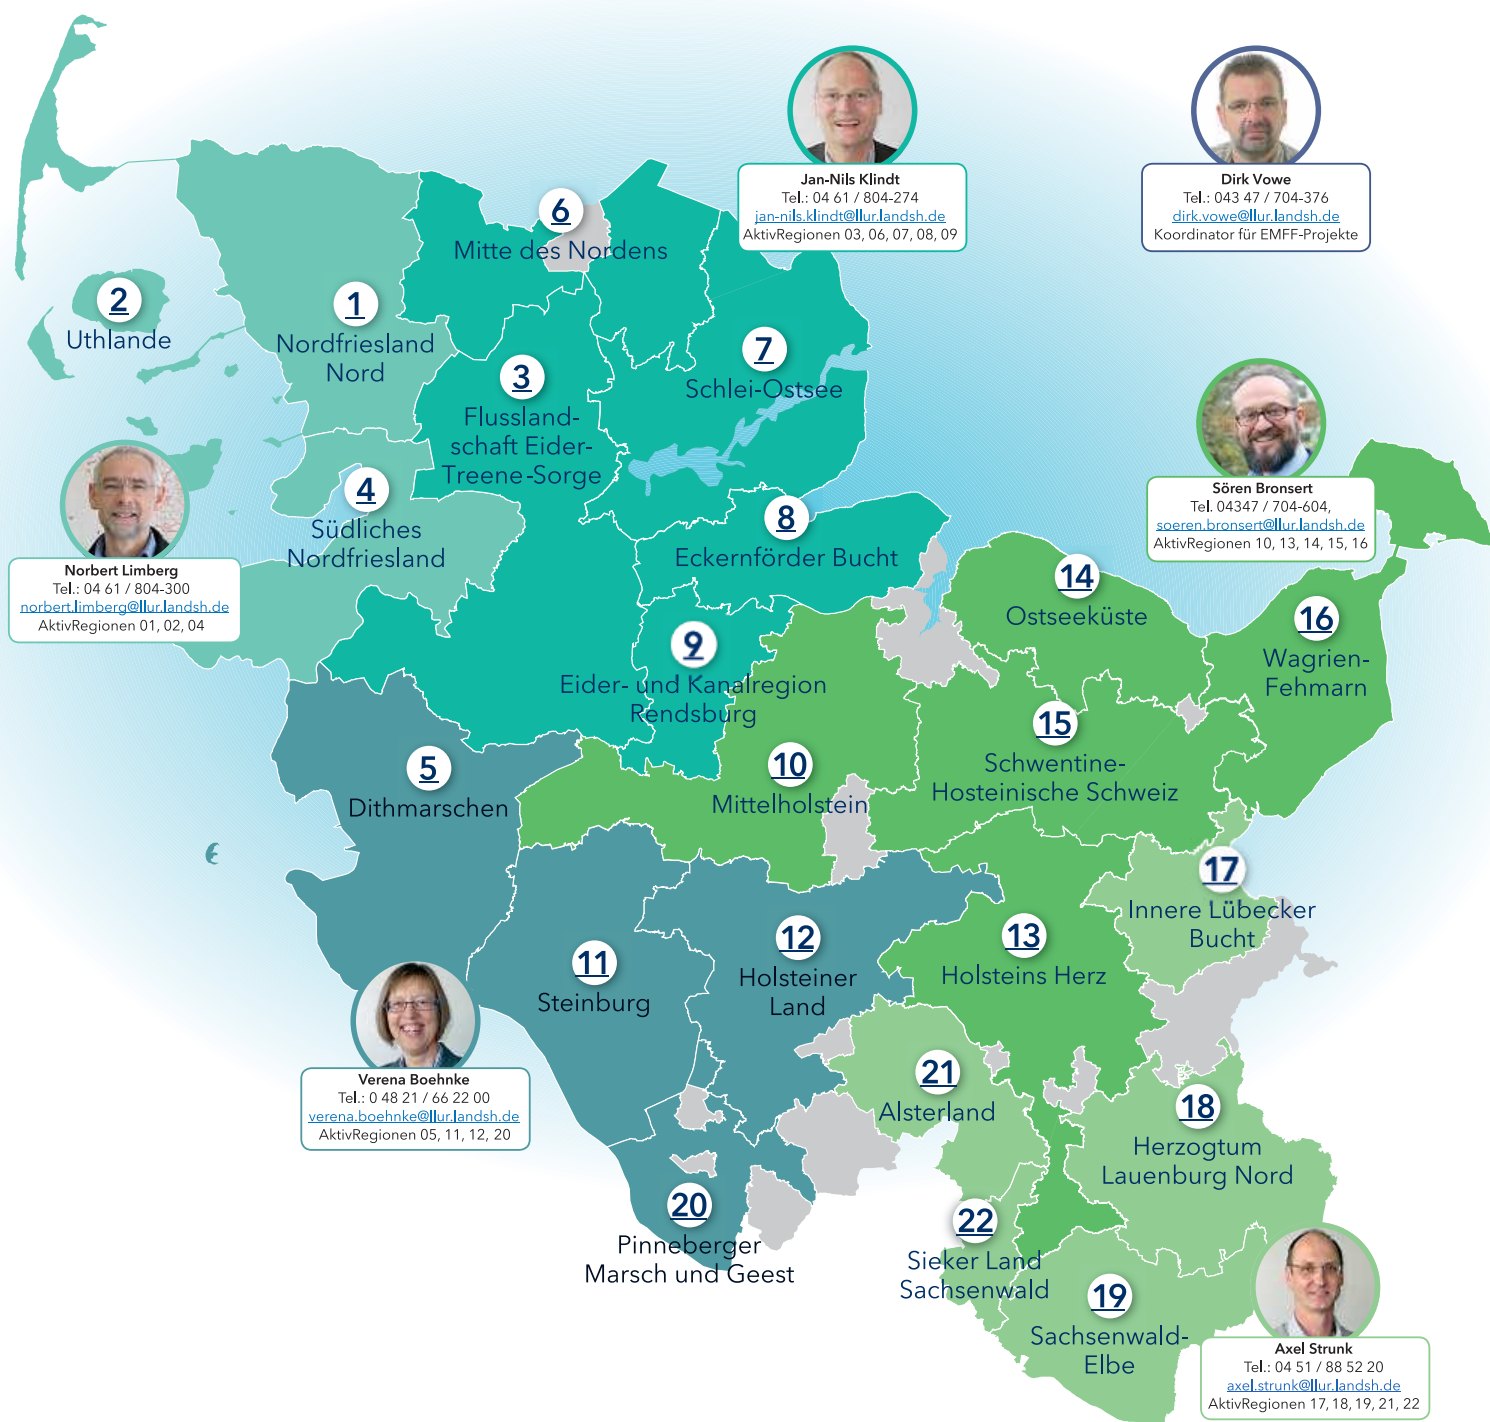 Jan-Nils Klindt
Tel.: 04 61 / 804-274
jan-nils.klindt@llur.landsh.de
AktivRegionen 03, 06, 07, 08, 09
Dirk Vowe
Tel.: 043 47 / 704-376
dirk.vowe@llur.landsh.de
Koordinator für EMFF-Projekte
6
Mitte des Nordens
2
Uthlande
1
Nordfriesland
Nord
3
Flussland-
schaft Eider-
Treene-Sorge
7
Schlei-Ostsee
4
Südliches
Nordfriesland
8
Eckernförder Bucht
Sören Bronsert
Tel. 04347 / 704-604,
soeren.bronsert@llur.landsh.de
AktivRegionen 10, 13, 14, 15, 16
Norbert Limberg
Tel.: 04 61 / 804-300
norbert.limberg@llur.landsh.de
AktivRegionen 01, 02, 04
14
Ostseeküste
16
Wagrien-
Fehmarn
9
Eider- und Kanalregion
Rendsburg
15
Schwentine-
Hosteinische Schweiz
5
Dithmarschen
10
Mittelholstein
17
Innere Lübecker
Bucht
11
Steinburg
12
Holsteiner
Land
13
Holsteins Herz
Verena Boehnke
Tel.: 0 48 21 / 66 22 00
verena.boehnke@llur.landsh.de
AktivRegionen 05, 11, 12, 20
21
Alsterland
18
Herzogtum
Lauenburg Nord
20
Pinneberger
Marsch und Geest
22
Sieker Land
Sachsenwald
19
Sachsenwald-
Elbe
Axel Strunk
Tel.: 04 51 / 88 52 20
axel.strunk@llur.landsh.de
AktivRegionen 17, 18, 19, 21, 22